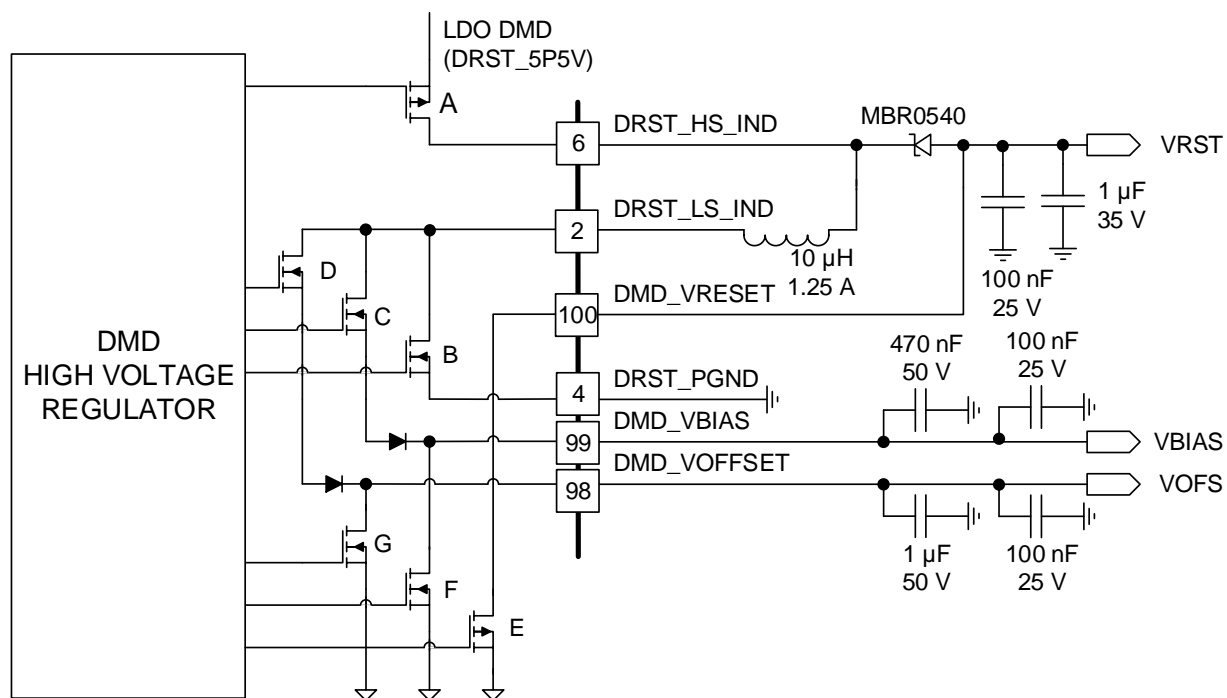 LDO DMD
(DRST_5P5V)
A
DRST_HS_IND
MBR0540
6
VRST
DRST_LS_IND
1 µF
35 V
2
D
10 µH
1.25 A
100 nF
25 V
C
DMD_VRESET
100
DMD
HIGH VOLTAGE
REGULATOR
B
470 nF
50 V
100 nF
25 V
DRST_PGND
4
DMD_VBIAS
99
VBIAS
DMD_VOFFSET
98
VOFS
G
1 µF
50 V
100 nF
25 V
F
E